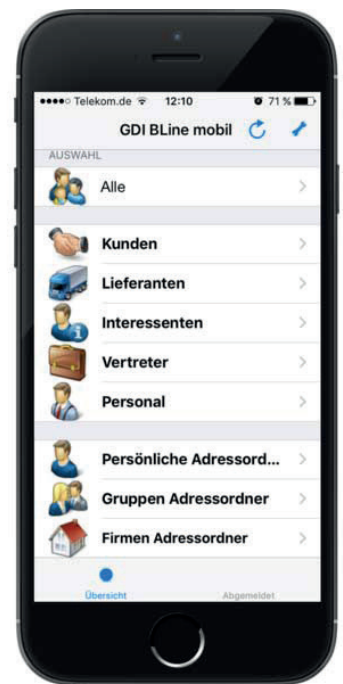 ●●●●○ Telekom.de 12:10 71 %
GDI BLine mobil
AUSWAHL
Alle
Kunden
Lieferanten
Interessenten
Vertreter
Personal
Persönliche Adressord...
Gruppen Adressordner
Firmen Adressordner
Übersicht Abgemeldet